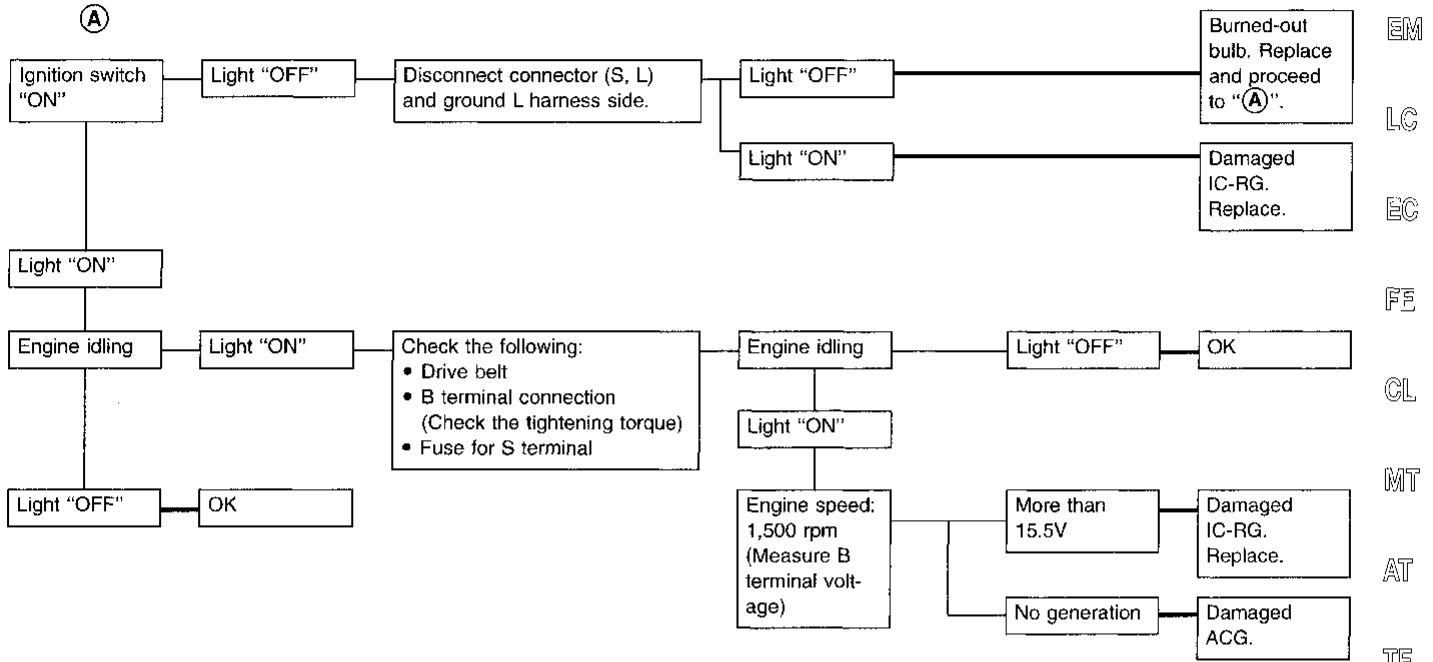 A
Ignition switch
"ON"
Light "OFF"
Disconnect connector (S, L)
and ground L harness side.
Light "OFF"
Burned-out
bulb. Replace
and proceed
to "A".
Light "ON"
Damaged
IC-RG.
Replace.
Light "ON"
Engine idling
Light "ON"
Check the following:
• Drive belt
• B terminal connection
(Check the tightening torque)
• Fuse for S terminal
Engine idling
Light "OFF"
OK
Light "ON"
Light "OFF"
OK
Engine speed:
1,500 rpm
(Measure B
terminal volt-
age)
More than
15.5V
Damaged
IC-RG.
Replace.
No generation
Damaged
ACG.
EM
LC
EC
FE
CL
MT
AT